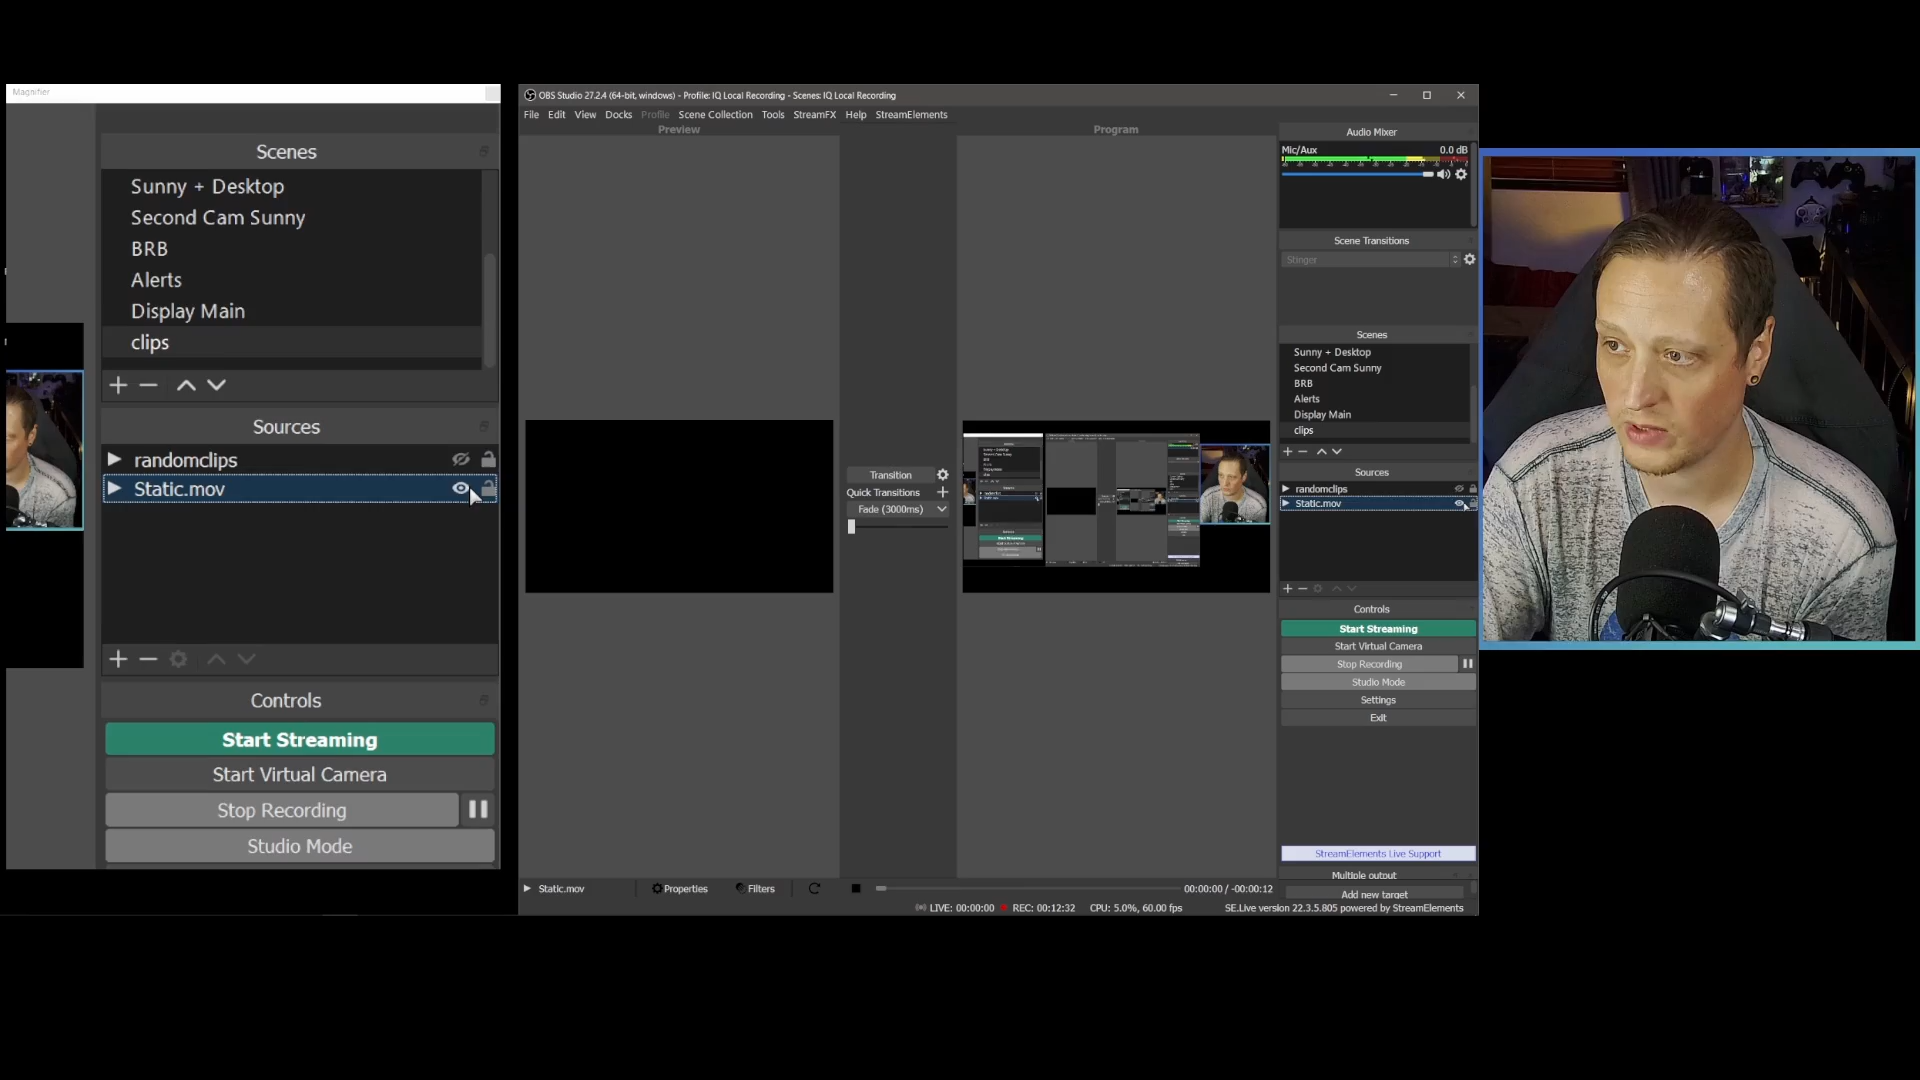 Magnifier
Scenes
Sunny + Desktop
Second Cam Sunny
BRB
Alerts
Display Main
clips
Sources
randomclips
Static.mov
Controls
Start Streaming
Start Virtual Camera
Stop Recording
Studio Mode
OBS Studio 27.2.4 (64-bit, windows) - Profile: IQ Local Recording - Scenes: IQ Local Recording
File Edit View Docks Profile Scene Collection Tools StreamFX Help StreamElements
Preview
Program
Transition
Quick Transitions
Fade (3000ms)
Audio Mixer
Mic/Aux 0.0 dB
Scene Transitions
Stinger
Scenes
Sunny + Desktop
Second Cam Sunny
BRB
Alerts
Display Main
clips
Sources
randomclips
Static.mov
Controls
Start Streaming
Start Virtual Camera
Stop Recording
Studio Mode
Settings
Exit
StreamElements Live Support
Multiple output
Add new target
Static.mov Properties Filters 00:00:00 / -00:00:12
LIVE: 00:00:00 REC: 00:12:32 CPU: 5.0%, 60.00 fps SE.Live version 22.3.5.805 powered by StreamElements